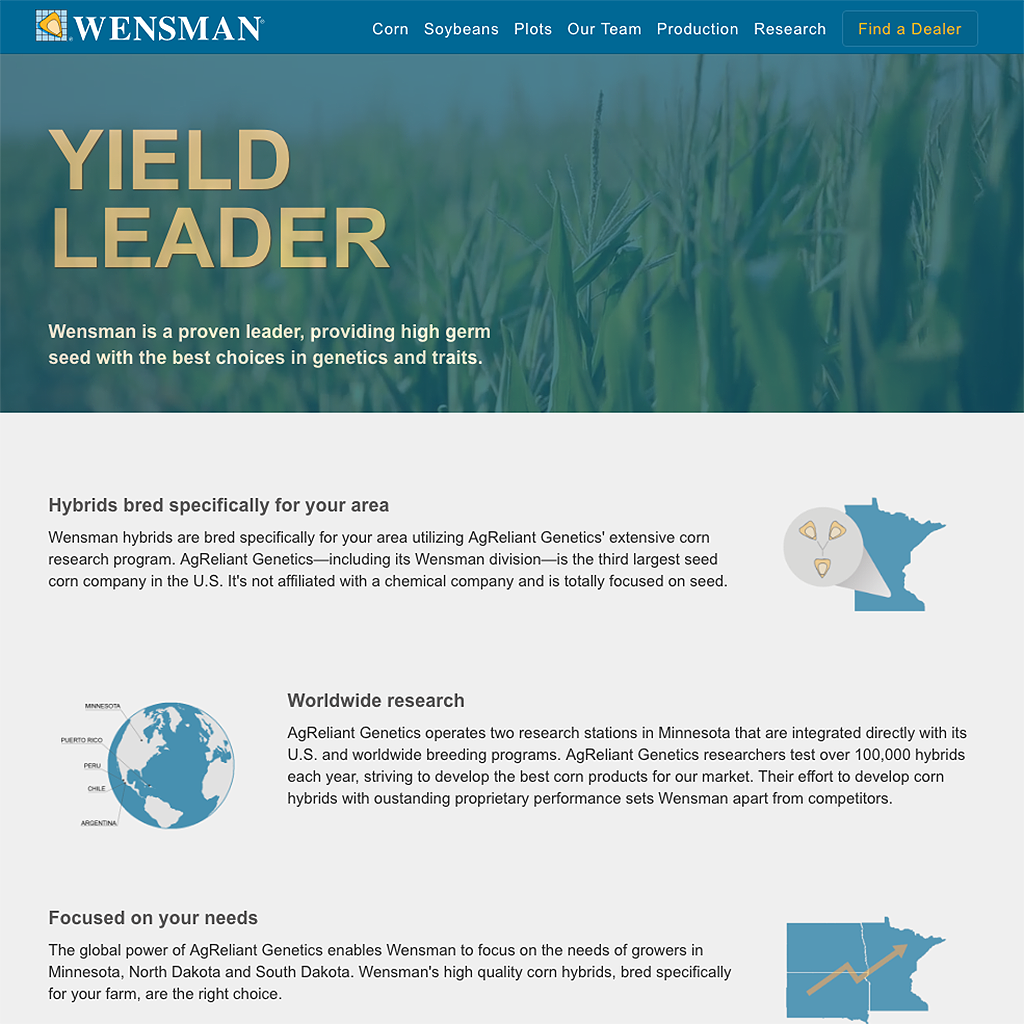 WENSMAN®
Corn Soybeans Plots Our Team Production Research Find a Dealer
YIELD
LEADER
Wensman is a proven leader, providing high germ
seed with the best choices in genetics and traits.
Hybrids bred specifically for your area
Wensman hybrids are bred specifically for your area utilizing AgReliant Genetics' extensive corn
research program. AgReliant Genetics—including its Wensman division—is the third largest seed
corn company in the U.S. It's not affiliated with a chemical company and is totally focused on seed.
MINNESOTA
PUERTO RICO
PERU
CHILE
ARGENTINA
Worldwide research
AgReliant Genetics operates two research stations in Minnesota that are integrated directly with its
U.S. and worldwide breeding programs. AgReliant Genetics researchers test over 100,000 hybrids
each year, striving to develop the best corn products for our market. Their effort to develop corn
hybrids with oustanding proprietary performance sets Wensman apart from competitors.
Focused on your needs
The global power of AgReliant Genetics enables Wensman to focus on the needs of growers in
Minnesota, North Dakota and South Dakota. Wensman's high quality corn hybrids, bred specifically
for your farm, are the right choice.